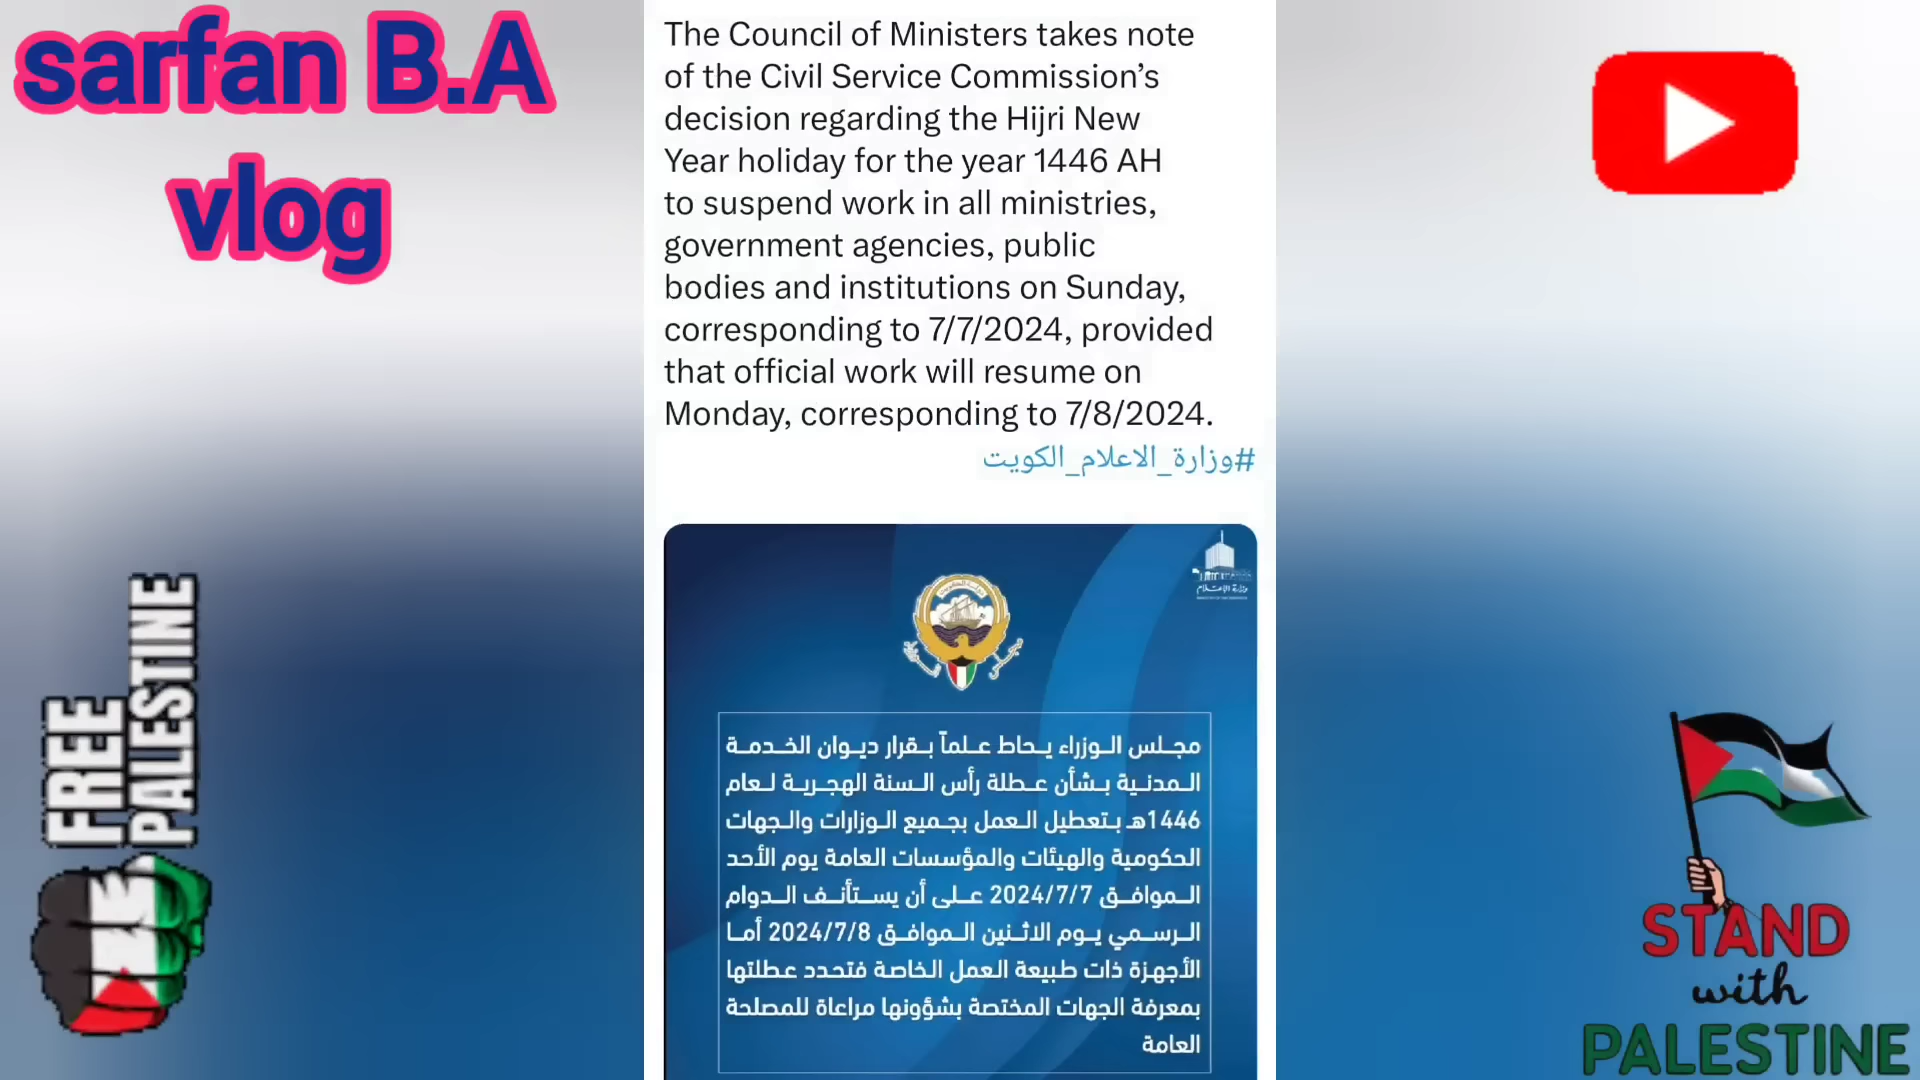 sarfan B.A
vlog
The Council of Ministers takes note
of the Civil Service Commission’s
decision regarding the Hijri New
Year holiday for the year 1446 AH
to suspend work in all ministries,
government agencies, public
bodies and institutions on Sunday,
corresponding to 7/7/2024, provided
that official work will resume on
Monday, corresponding to 7/8/2024.
#وزارة_الاعلام_الكويت
وزارة الإعلام
مجلس الوزراء يحاط علماً بقرار ديوان الخدمة
المدنية بشأن عطلة رأس السنة الهجرية لعام
1446هـ بتعطيل العمل بجميع الوزارات والجهات
الحكومية والهيئات والمؤسسات العامة يوم الأحد
الموافق 2024/7/7 على أن يستأنف الدوام
الرسمي يوم الاثنين الموافق 2024/7/8 أما
الأجهزة ذات طبيعة العمل الخاصة فتحدد عطلتها
بمعرفة الجهات المختصة بشؤونها مراعاة للمصلحة
العامة
FREE
PALESTINE
STAND
with
PALESTINE